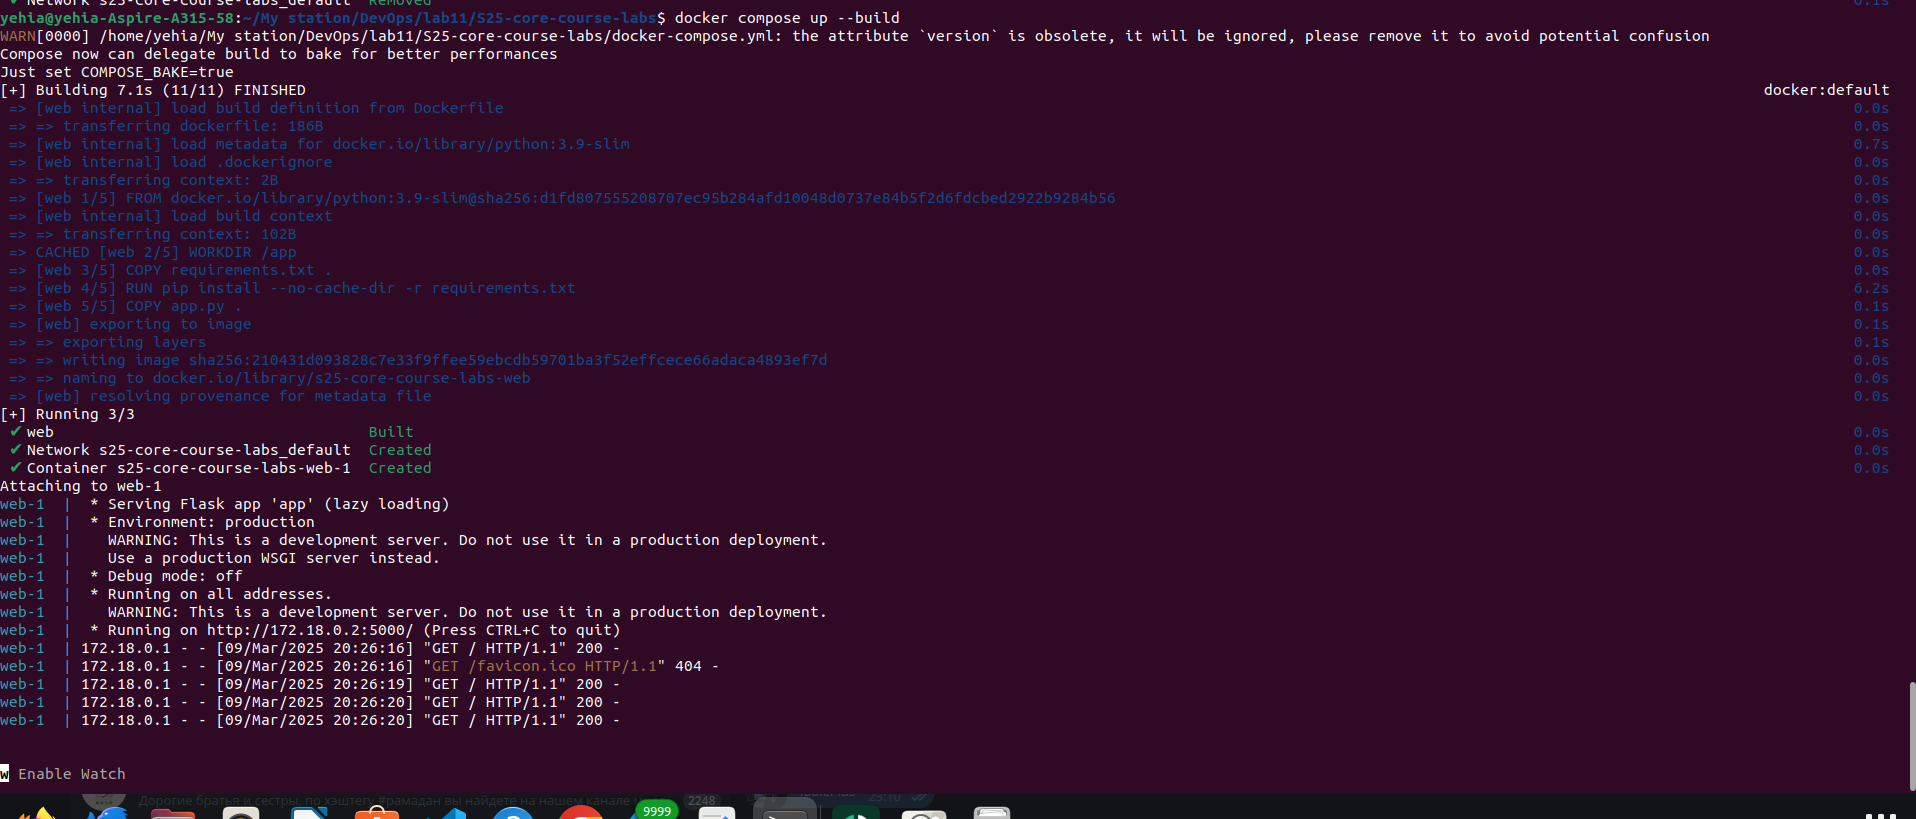 ✔ Network s25-core-course-labs_default Removed 0.1s
yehia@yehia-Aspire-A315-58:~/My station/DevOps/lab11/S25-core-course-labs$ docker compose up --build
WARN[0000] /home/yehia/My station/DevOps/lab11/S25-core-course-labs/docker-compose.yml: the attribute `version` is obsolete, it will be ignored, please remove it to avoid potential confusion
Compose now can delegate build to bake for better performances
Just set COMPOSE_BAKE=true
[+] Building 7.1s (11/11) FINISHED docker:default
=> [web internal] load build definition from Dockerfile 0.0s
=> => transferring dockerfile: 186B 0.0s
=> [web internal] load metadata for docker.io/library/python:3.9-slim 0.7s
=> [web internal] load .dockerignore 0.0s
=> => transferring context: 2B 0.0s
=> [web 1/5] FROM docker.io/library/python:3.9-slim@sha256:d1fd807555208707ec95b284afd10048d0737e84b5f2d6fdcbed2922b9284b56 0.0s
=> [web internal] load build context 0.0s
=> => transferring context: 102B 0.0s
=> CACHED [web 2/5] WORKDIR /app 0.0s
=> [web 3/5] COPY requirements.txt . 0.0s
=> [web 4/5] RUN pip install --no-cache-dir -r requirements.txt 6.2s
=> [web 5/5] COPY app.py . 0.1s
=> [web] exporting to image 0.1s
=> => exporting layers 0.1s
=> => writing image sha256:210431d093828c7e33f9ffee59ebcdb59701ba3f52effcece66adaca4893ef7d 0.0s
=> => naming to docker.io/library/s25-core-course-labs-web 0.0s
=> [web] resolving provenance for metadata file 0.0s
[+] Running 3/3
✔ web Built 0.0s
✔ Network s25-core-course-labs_default Created 0.0s
✔ Container s25-core-course-labs-web-1 Created 0.0s
Attaching to web-1
web-1 | * Serving Flask app 'app' (lazy loading)
web-1 | * Environment: production
web-1 | WARNING: This is a development server. Do not use it in a production deployment.
web-1 | Use a production WSGI server instead.
web-1 | * Debug mode: off
web-1 | * Running on all addresses.
web-1 | WARNING: This is a development server. Do not use it in a production deployment.
web-1 | * Running on http://172.18.0.2:5000/ (Press CTRL+C to quit)
web-1 | 172.18.0.1 - - [09/Mar/2025 20:26:16] "GET / HTTP/1.1" 200 -
web-1 | 172.18.0.1 - - [09/Mar/2025 20:26:16] "GET /favicon.ico HTTP/1.1" 404 -
web-1 | 172.18.0.1 - - [09/Mar/2025 20:26:19] "GET / HTTP/1.1" 200 -
web-1 | 172.18.0.1 - - [09/Mar/2025 20:26:20] "GET / HTTP/1.1" 200 -
web-1 | 172.18.0.1 - - [09/Mar/2025 20:26:20] "GET / HTTP/1.1" 200 -
w Enable Watch
Дорогие братья и сестры, по хэштегу #рамадан вы найдете на нашем канале 2248 23:10
9999